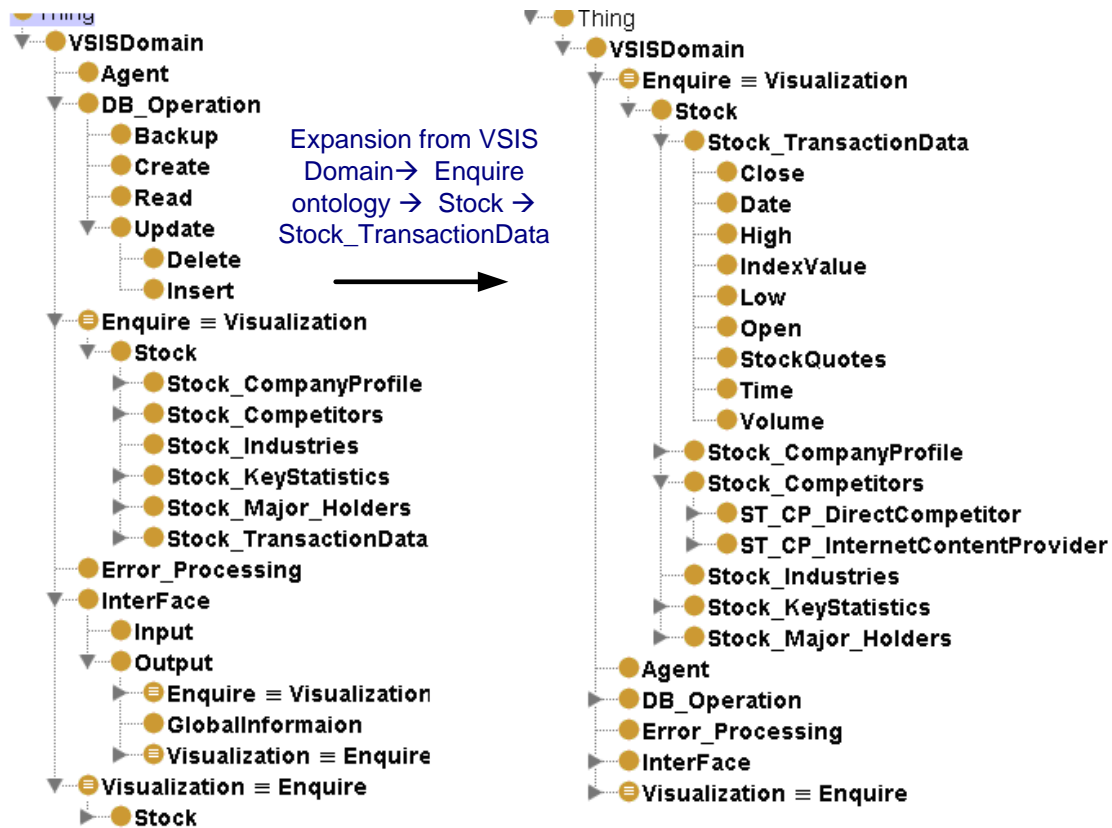 Thing
VSISDomain
Agent
DB_Operation
Backup
Create
Read
Update
Delete
Insert
Enquire ≡ Visualization
Stock
Stock_CompanyProfile
Stock_Competitors
Stock_Industries
Stock_KeyStatistics
Stock_Major_Holders
Stock_TransactionData
Error_Processing
InterFace
Input
Output
Enquire ≡ Visualization
GlobalInformaion
Visualization ≡ Enquire
Visualization ≡ Enquire
Stock
Expansion from VSIS
Domain→ Enquire
ontology → Stock →
Stock_TransactionData
Thing
VSISDomain
Enquire ≡ Visualization
Stock
Stock_TransactionData
Close
Date
High
IndexValue
Low
Open
StockQuotes
Time
Volume
Stock_CompanyProfile
Stock_Competitors
ST_CP_DirectCompetitor
ST_CP_InternetContentProvider
Stock_Industries
Stock_KeyStatistics
Stock_Major_Holders
Agent
DB_Operation
Error_Processing
InterFace
Visualization ≡ Enquire